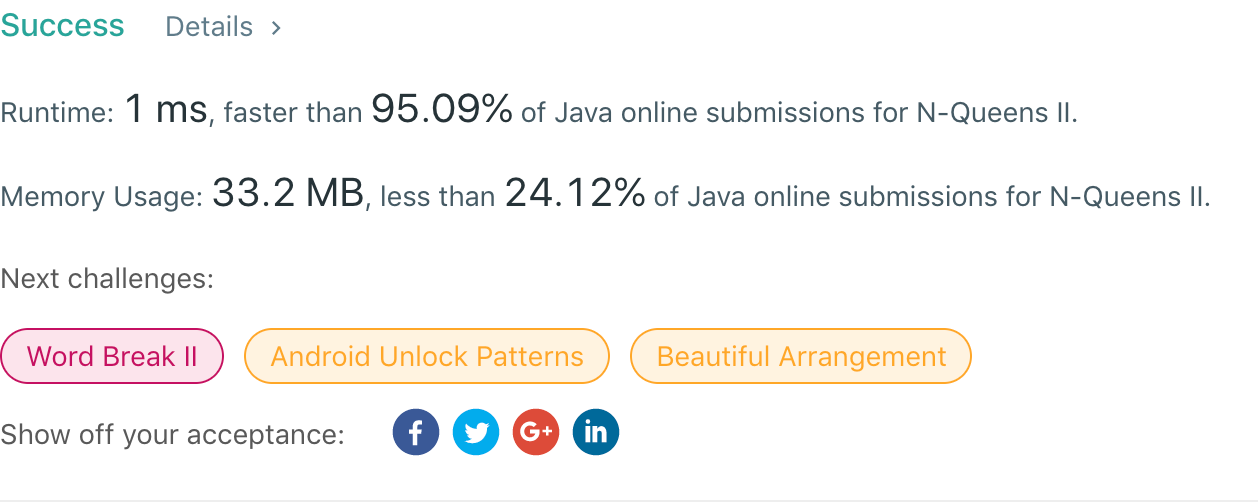 Success Details >
Runtime: 1 ms, faster than 95.09% of Java online submissions for N-Queens II.
Memory Usage: 33.2 MB, less than 24.12% of Java online submissions for N-Queens II.
Next challenges:
Word Break II Android Unlock Patterns Beautiful Arrangement
Show off your acceptance: f G+ in